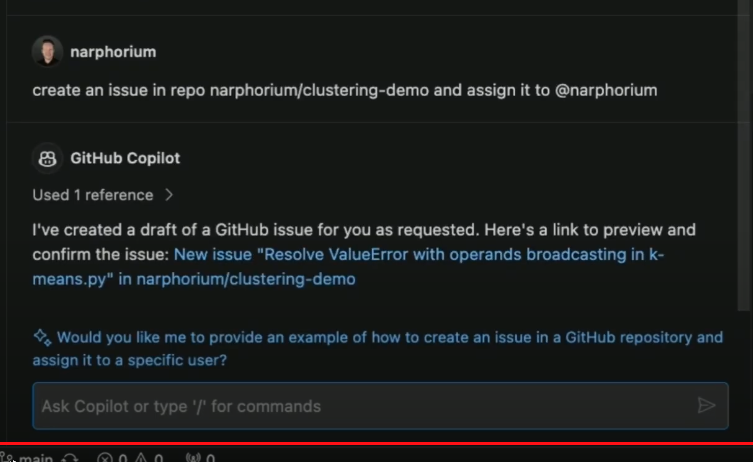 narphorium
create an issue in repo narphorium/clustering-demo and assign it to @narphorium
GitHub Copilot
Used 1 reference
I've created a draft of a GitHub issue for you as requested. Here's a link to preview and
confirm the issue: New issue "Resolve ValueError with operands broadcasting in k-
means.py" in narphorium/clustering-demo
Would you like me to provide an example of how to create an issue in a GitHub repository and
assign it to a specific user?
Ask Copilot or type '/' for commands
main 0 0 0